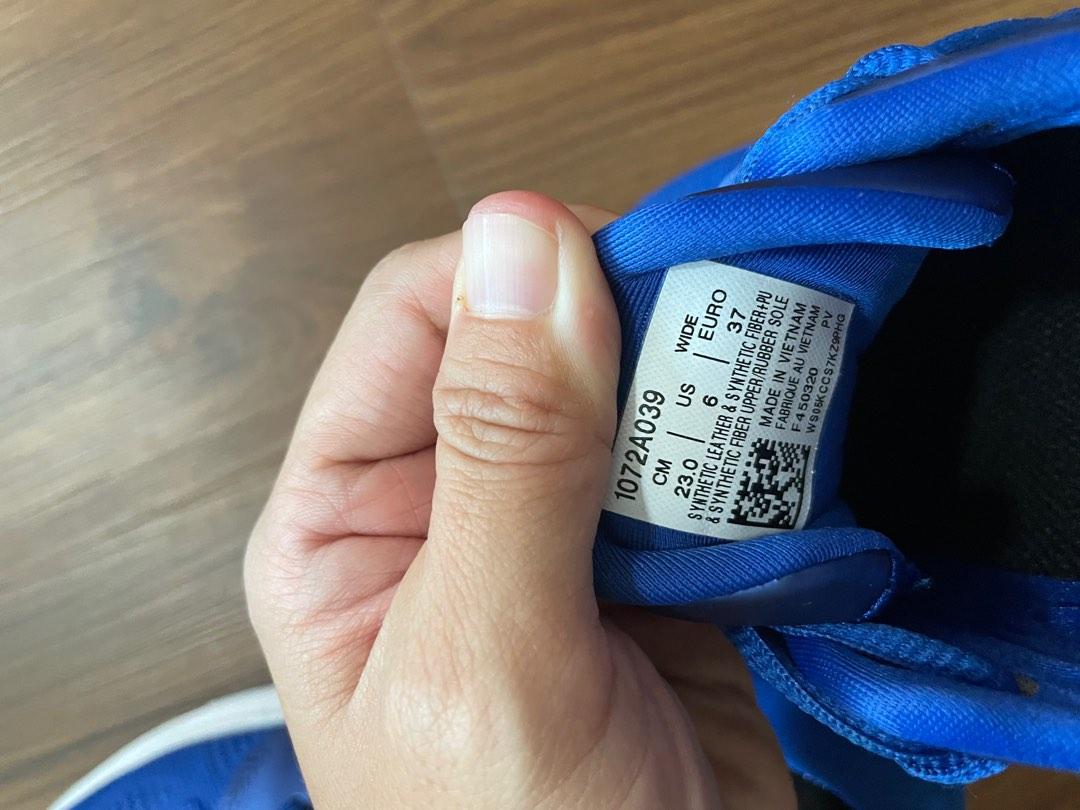 1072A039 WIDE
CM | US | EURO
23.0 | 6 | 37
SYNTHETIC LEATHER & SYNTHETIC FIBER+PU
& SYNTHETIC FIBER UPPER/RUBBER SOLE
MADE IN VIETNAM
FABRIQUE AU VIETNAM
F450320 PV
WS05KCCS7KZ9PHG